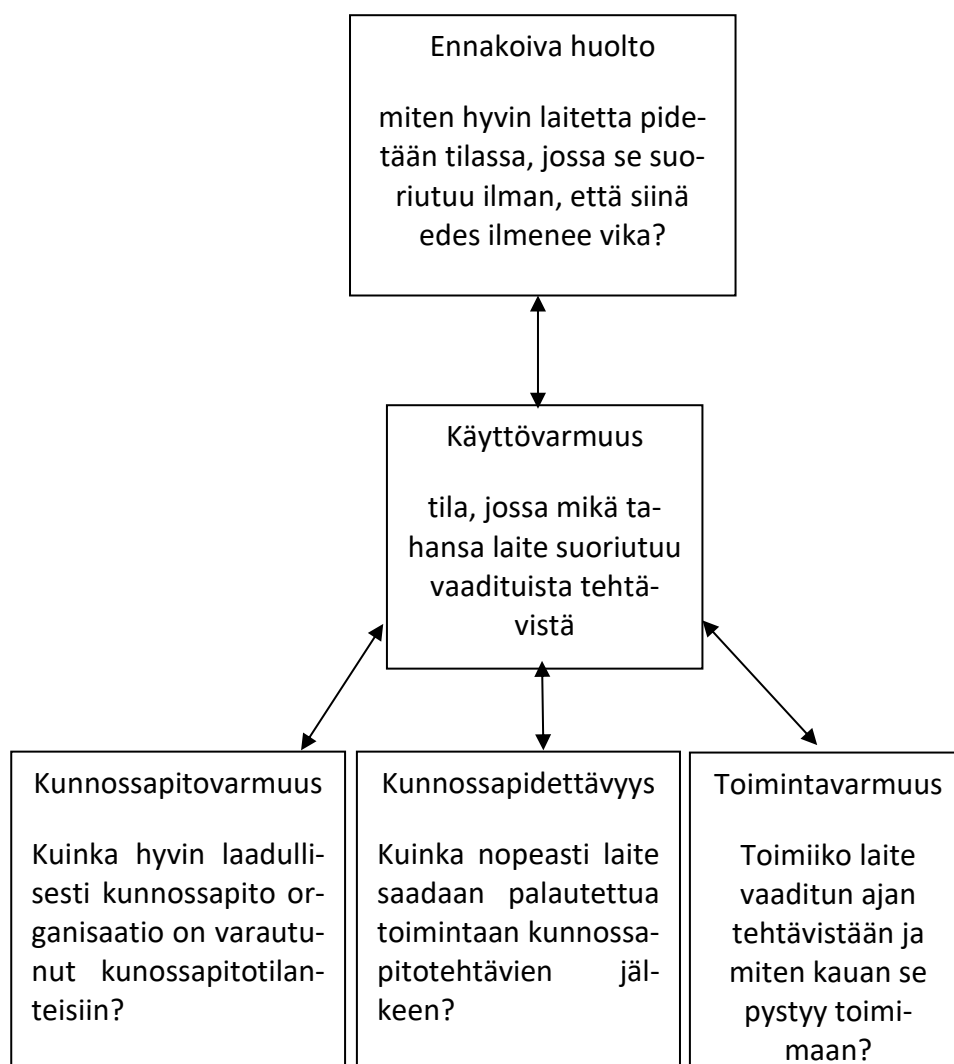 Ennakoiva huolto
miten hyvin laitetta pide-
tään tilassa, jossa se suo-
riutuu ilman, että siinä
edes ilmenee vika?
Käyttövarmuus
tila, jossa mikä ta-
hansa laite suoriutuu
vaadituista tehtä-
vistä
Kunnossapitovarmuus
Kuinka hyvin laadulli-
sesti kunnossapito or-
ganisaatio on varautu-
nut kunossapitotilan-
teisiin?
Kunnossapidettävyys
Kuinka nopeasti laite
saadaan palautettua
toimintaan kunnossa-
pitotehtävien jäl-
keen?
Toimintavarmuus
Toimiiko laite
vaaditun ajan
tehtävistään ja
miten kauan se
pystyy toimi-
maan?